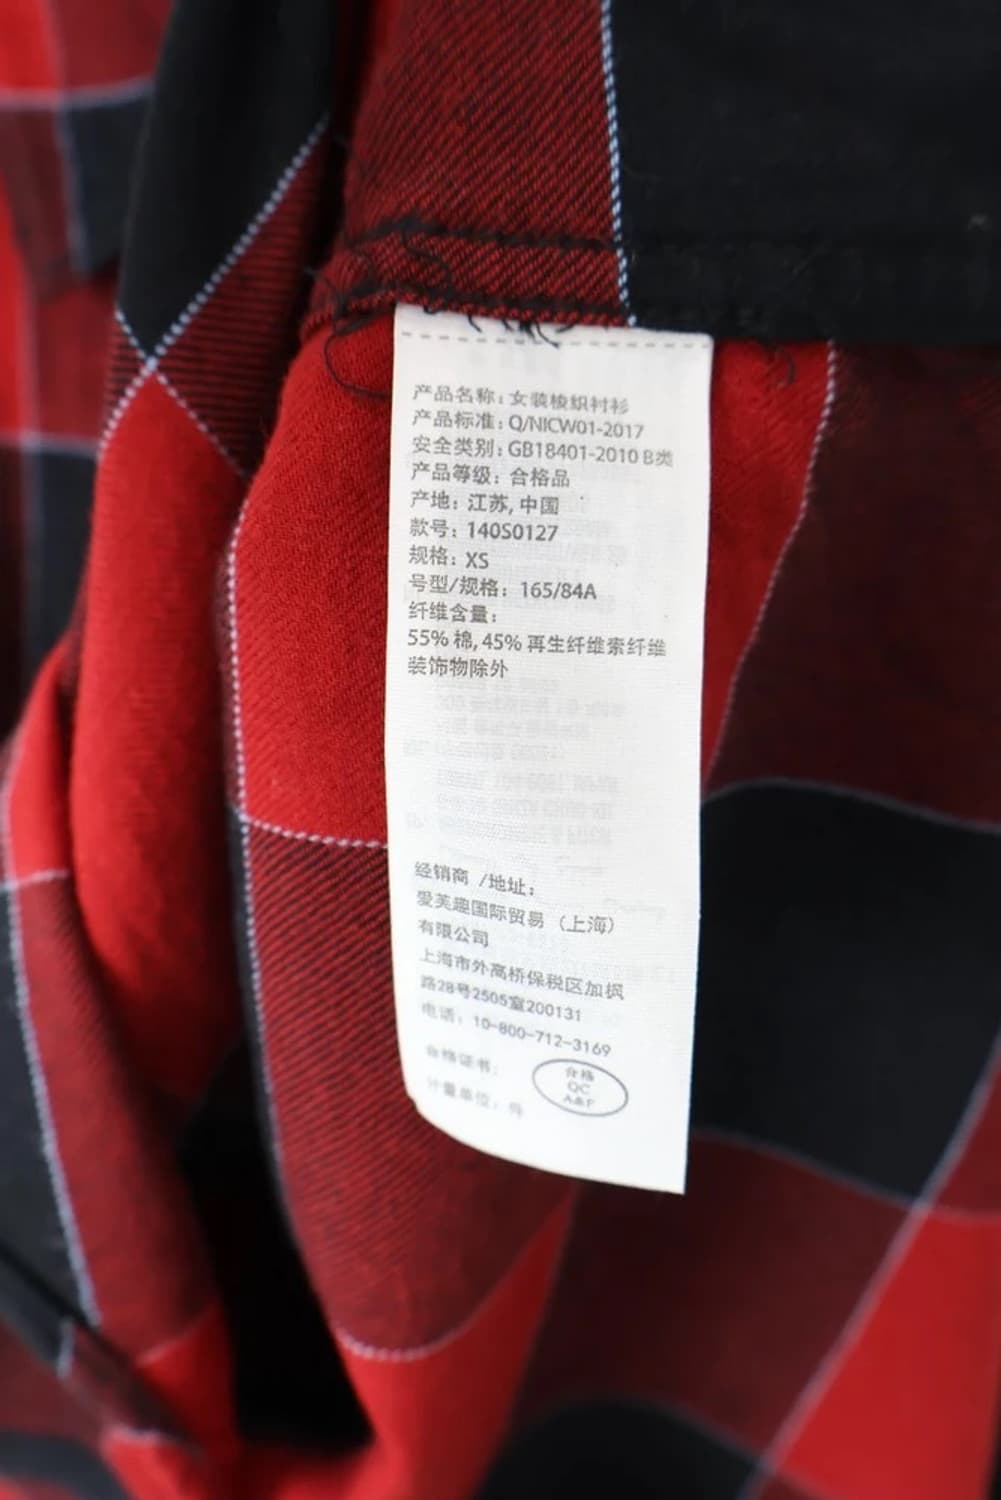 产品名称: 女装梭织衬衫
产品标准: Q/NICW01-2017
安全类别: GB18401-2010 B类
产品等级: 合格品
产地: 江苏, 中国
款号: 140S0127
规格: XS
号型/规格: 165/84A
纤维含量:
55% 棉, 45% 再生纤维素纤维
装饰物除外
经销商 /地址:
爱芙趣国际贸易 (上海)
有限公司
上海市外高桥保税区加枫
路28号2505室200131
电话: 10-800-712-3169
合格证书:
合格
QC
A&F
计量单位: 件